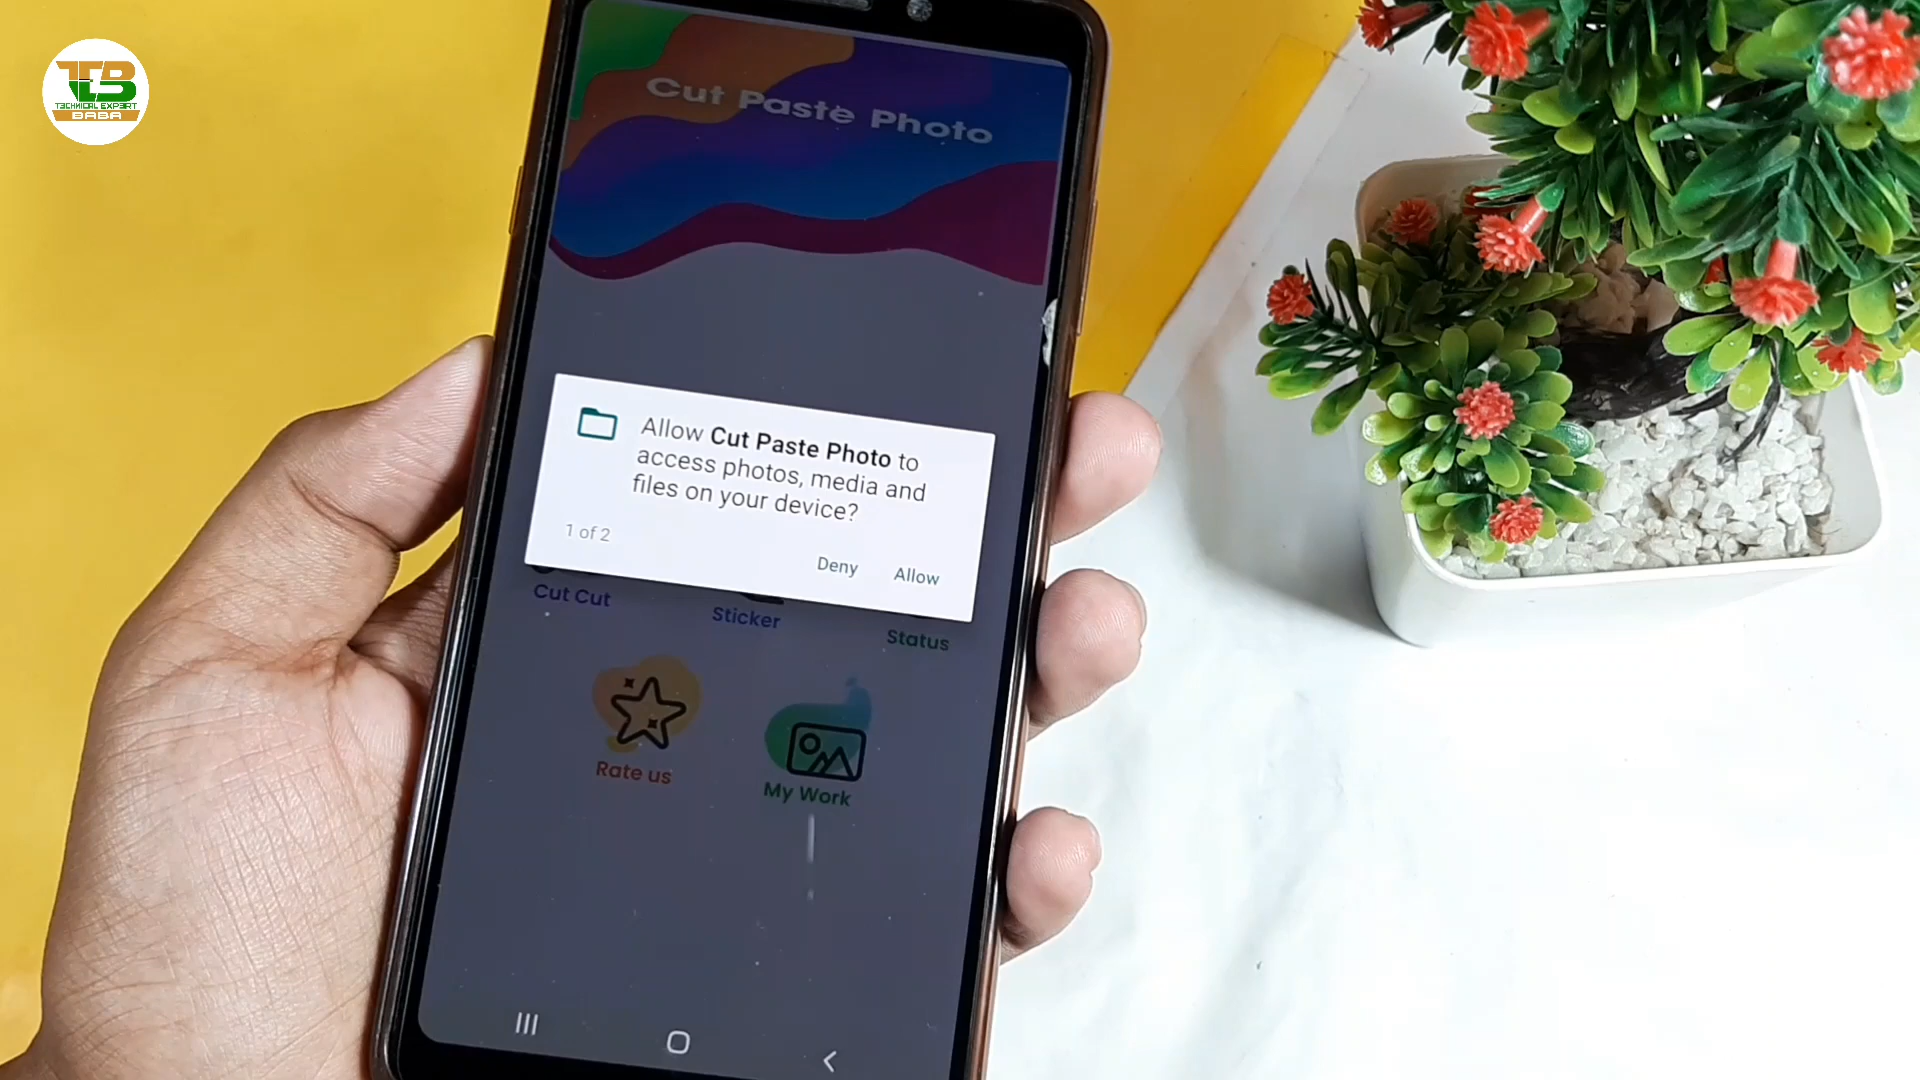 TEB
TECHNICAL EXPERT
BABA
Cut Paste Photo
Allow Cut Paste Photo to
access photos, media and
files on your device?
1 of 2
Deny
Allow
Cut Cut
Sticker
Status
Rate us
My Work